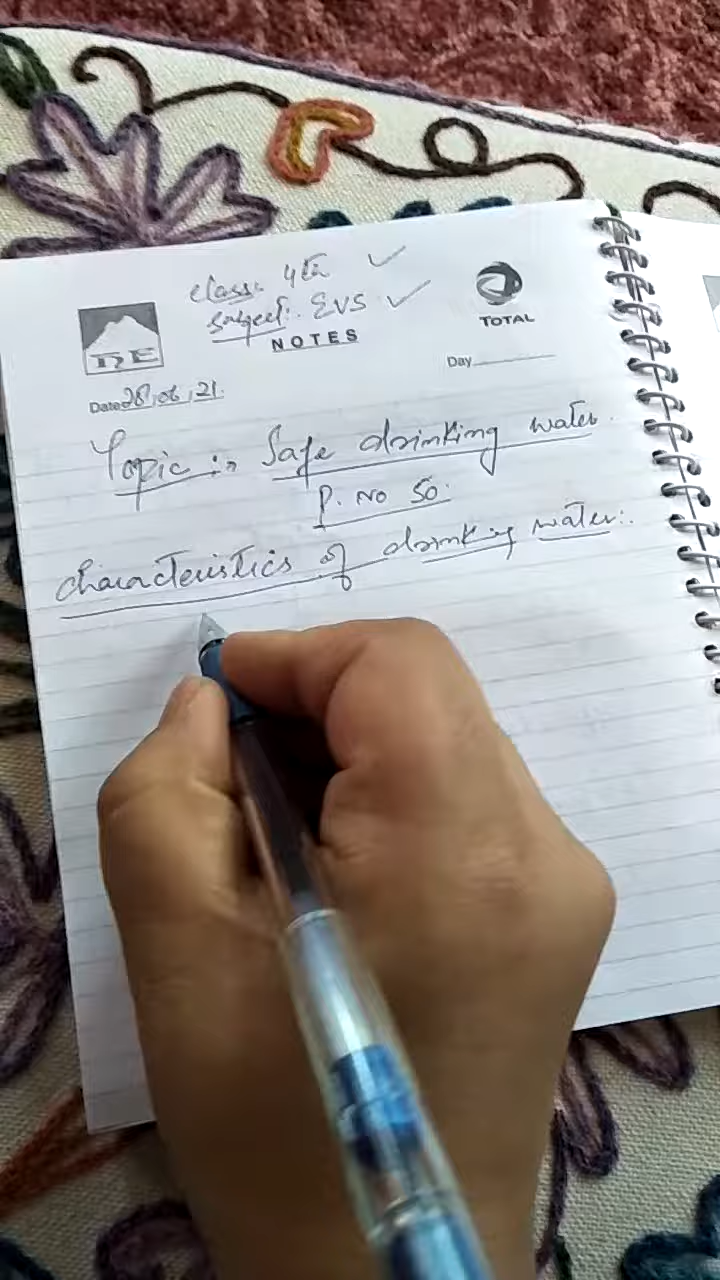 Class: 4th
Subject:. EVS
NOTES
TOTAL
DE
Day
Date 28, 06, 21.
Topic :- Safe drinking water.
P. No 50.
Characteristics of drinking water:.